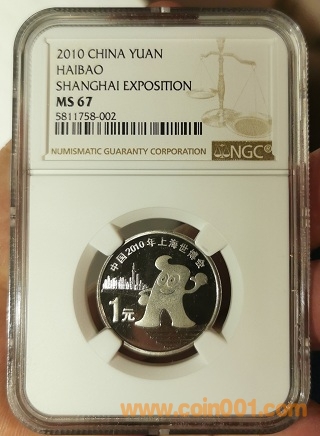 2010 CHINA YUAN
HAIBAO
SHANGHAI EXPOSITION
MS 67
5811758-002
NUMISMATIC GUARANTY CORPORATION
NGC®
中国2010年上海世博会
1元
www.coin001.com